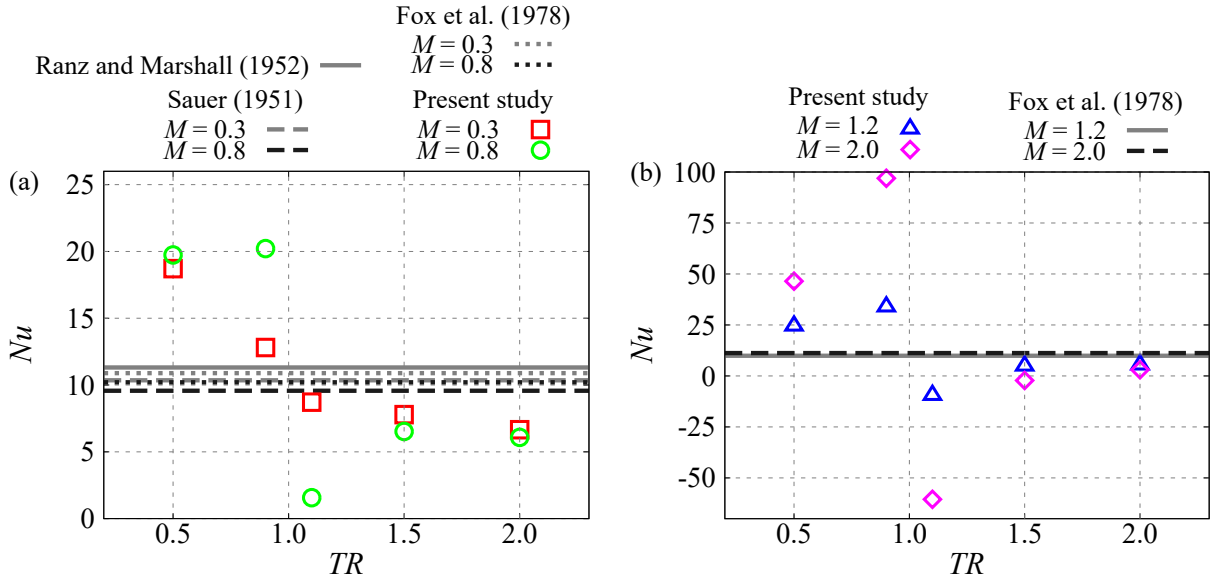 Fox et al. (1978)
M = 0.3
Ranz and Marshall (1952)
M = 0.8
Sauer (1951)
Present study
M = 0.3
M = 0.3
M = 0.8
M = 0.8
(a)
25
20
15
10
5
0
Nu
0.5
1.0
1.5
2.0
TR
Present study
Fox et al. (1978)
M = 1.2
M = 1.2
M = 2.0
M = 2.0
(b)
100
75
50
25
0
-25
-50
Nu
0.5
1.0
1.5
2.0
TR